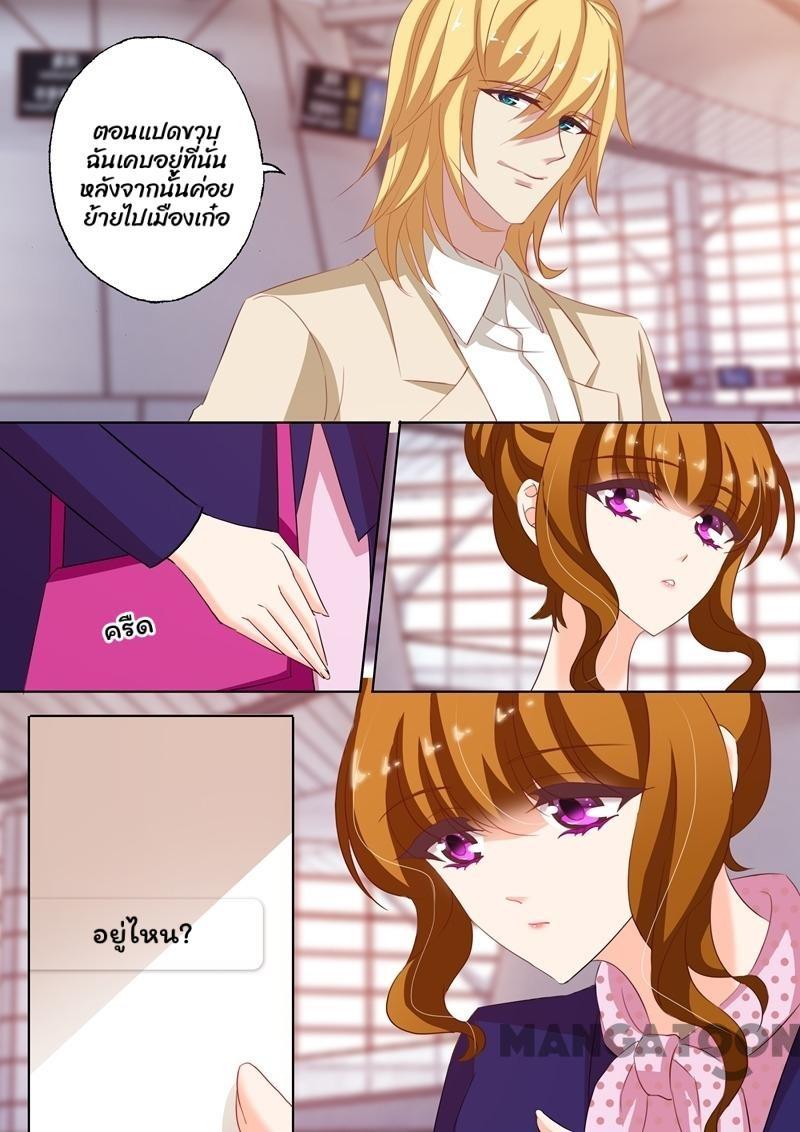 ตอนแปดขวบ
ฉันเคยอยู่ที่นั่น
หลังจากนั้นค่อย
ย้ายไปเมืองเก๋อ
ครืด
อยู่ไหน?
MANGATOON